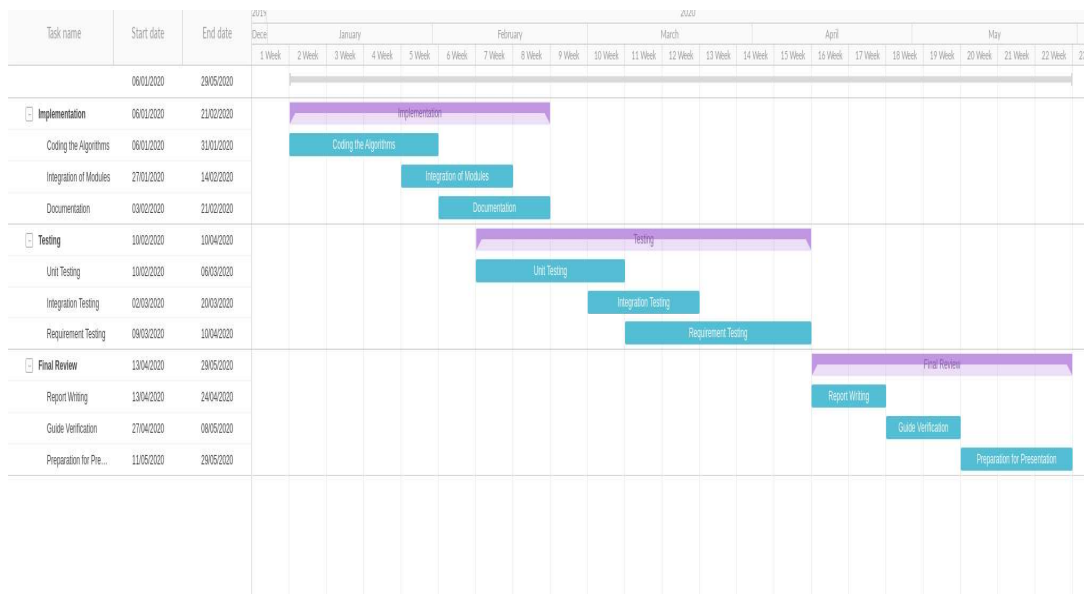 2019 2020
Task name Start date End date Dece January February March April May
1 Week 2 Week 3 Week 4 Week 5 Week 6 Week 7 Week 8 Week 9 Week 10 Week 11 Week 12 Week 13 Week 14 Week 15 Week 16 Week 17 Week 18 Week 19 Week 20 Week 21 Week 22 Week 23
06/01/2020 29/05/2020
Implementation 06/01/2020 21/02/2020 Implementation
Coding the Algorithms 06/01/2020 31/01/2020 Coding the Algorithms
Integration of Modules 27/01/2020 14/02/2020 Integration of Modules
Documentation 03/02/2020 21/02/2020 Documentation
Testing 10/02/2020 10/04/2020 Testing
Unit Testing 10/02/2020 06/03/2020 Unit Testing
Integration Testing 02/03/2020 20/03/2020 Integration Testing
Requirement Testing 09/03/2020 10/04/2020 Requirement Testing
Final Review 13/04/2020 29/05/2020 Final Review
Report Writing 13/04/2020 24/04/2020 Report Writing
Guide Verification 27/04/2020 08/05/2020 Guide Verification
Preparation for Pre... 11/05/2020 29/05/2020 Preparation for Presentation